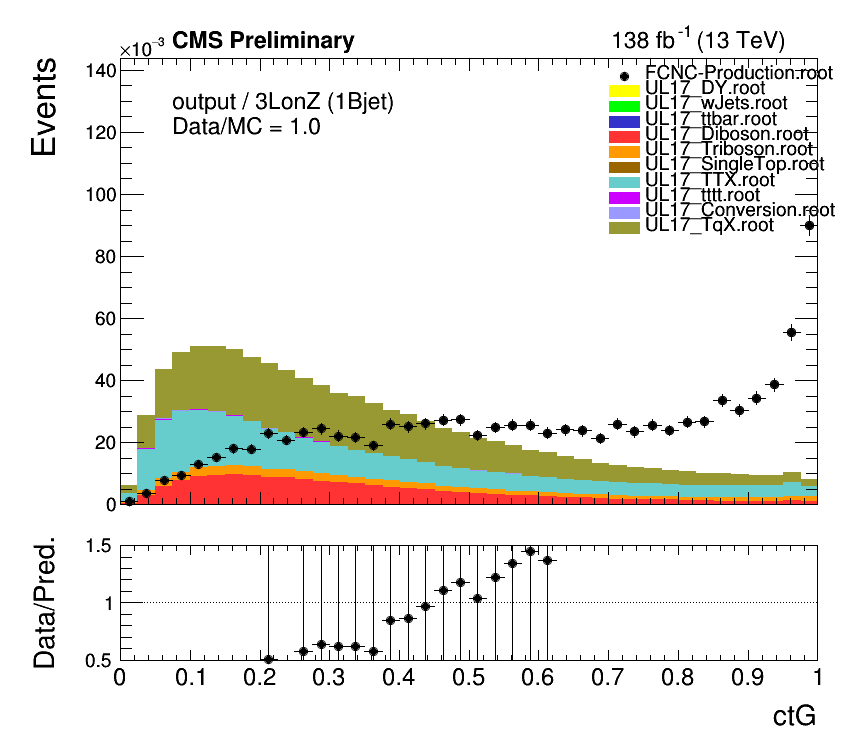 ×10⁻³ CMS Preliminary 138 fb⁻¹ (13 TeV)
Events
140
120
100
80
60
40
20
0
output / 3LonZ (1Bjet)
Data/MC = 1.0
FCNC-Production.root
UL17_DY.root
UL17_wJets.root
UL17_ttbar.root
UL17_Diboson.root
UL17_Triboson.root
UL17_SingleTop.root
UL17_TTX.root
UL17_tttt.root
UL17_Conversion.root
UL17_TqX.root
Data/Pred.
1.5
1
0.5
0 0.1 0.2 0.3 0.4 0.5 0.6 0.7 0.8 0.9 1
ctG